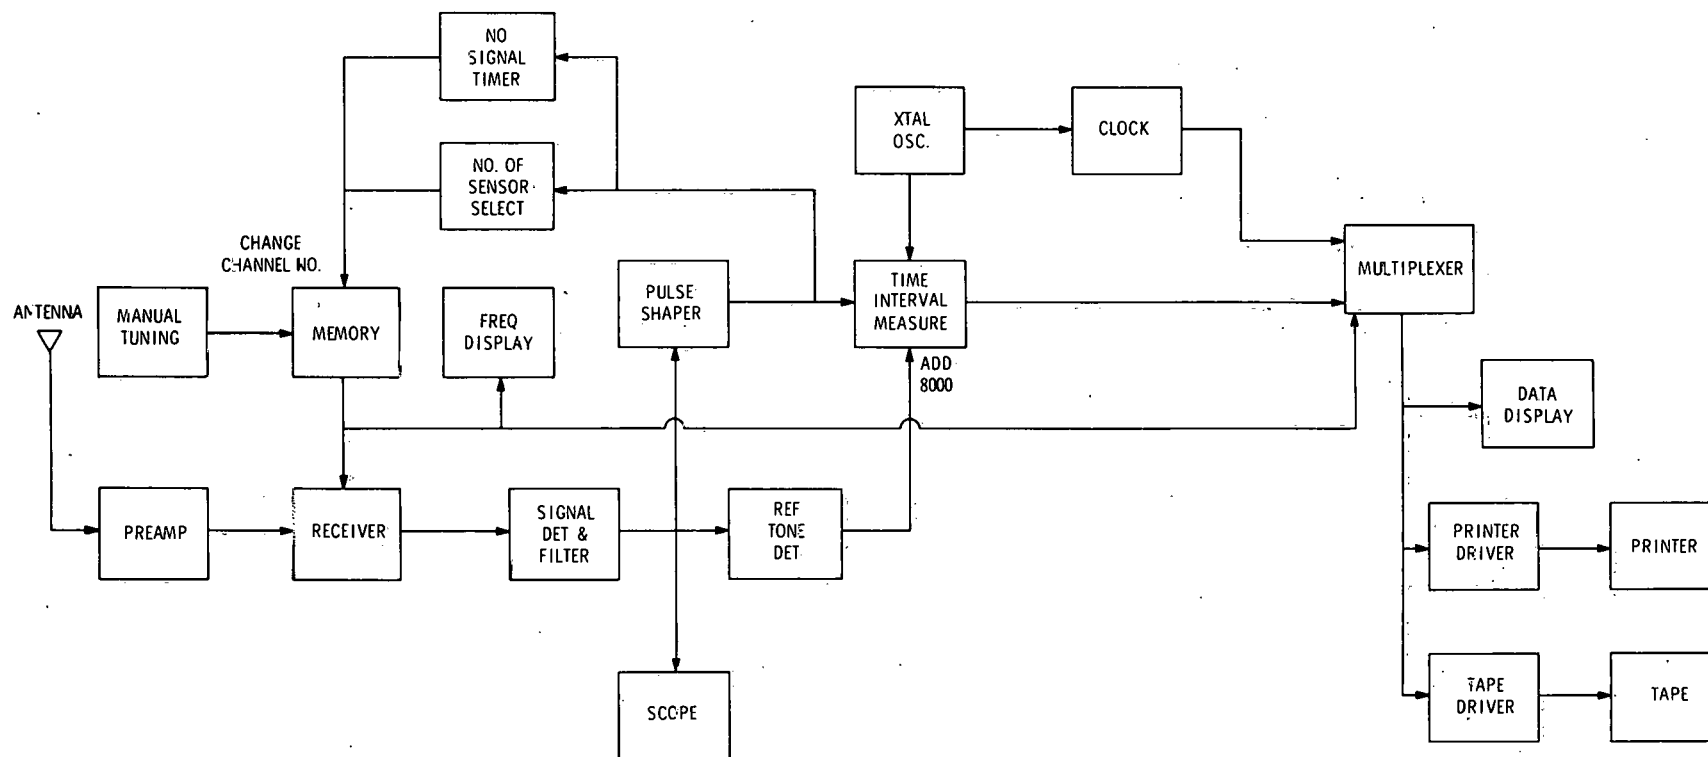 NO
SIGNAL
TIMER
XTAL
OSC.
CLOCK
NO. OF
SENSOR
SELECT
CHANGE
CHANNEL NO.
MULTIPLEXER
ANTENNA
MANUAL
TUNING
MEMORY
FREQ
DISPLAY
PULSE
SHAPER
TIME
INTERVAL
MEASURE
ADD
8000
DATA
DISPLAY
PREAMP
RECEIVER
SIGNAL
DET &
FILTER
REF
TONE
DET.
PRINTER
DRIVER
PRINTER
SCOPE
TAPE
DRIVER
TAPE